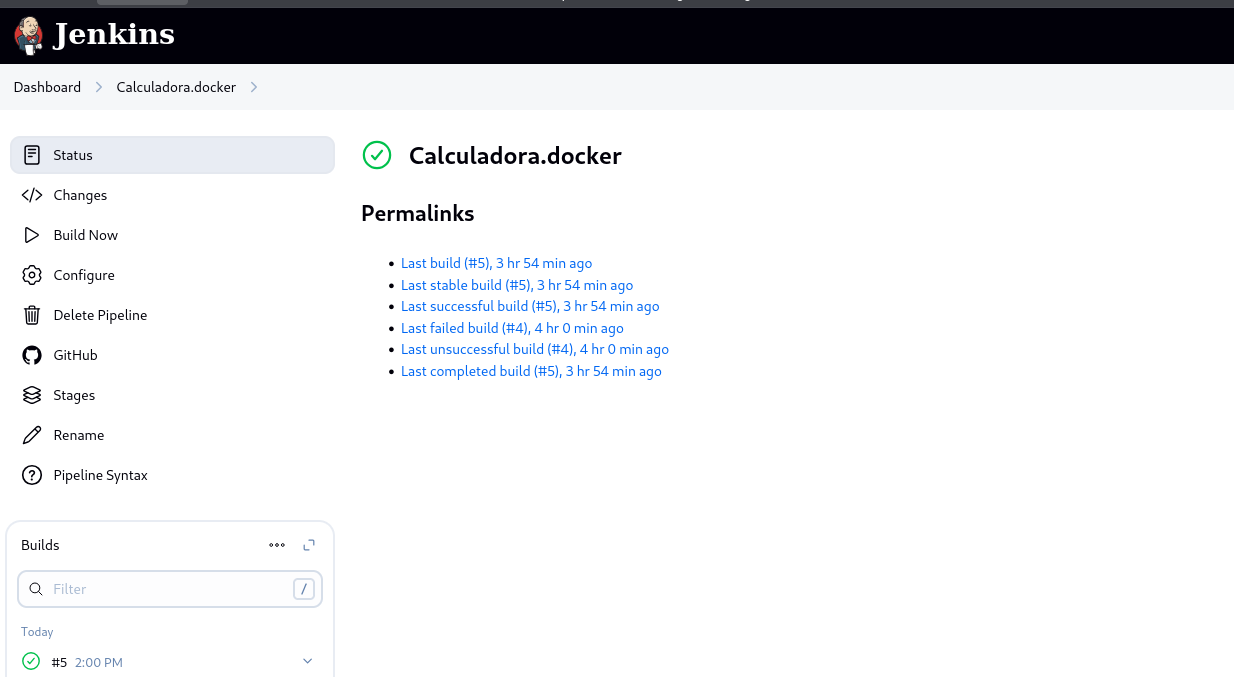 Jenkins
Dashboard
Calculadora.docker
Status
Changes
Build Now
Configure
Delete Pipeline
GitHub
Stages
Rename
Pipeline Syntax
Calculadora.docker
Permalinks
Last build (#5), 3 hr 54 min ago
Last stable build (#5), 3 hr 54 min ago
Last successful build (#5), 3 hr 54 min ago
Last failed build (#4), 4 hr 0 min ago
Last unsuccessful build (#4), 4 hr 0 min ago
Last completed build (#5), 3 hr 54 min ago
Builds
Filter /
Today
#5 2:00 PM